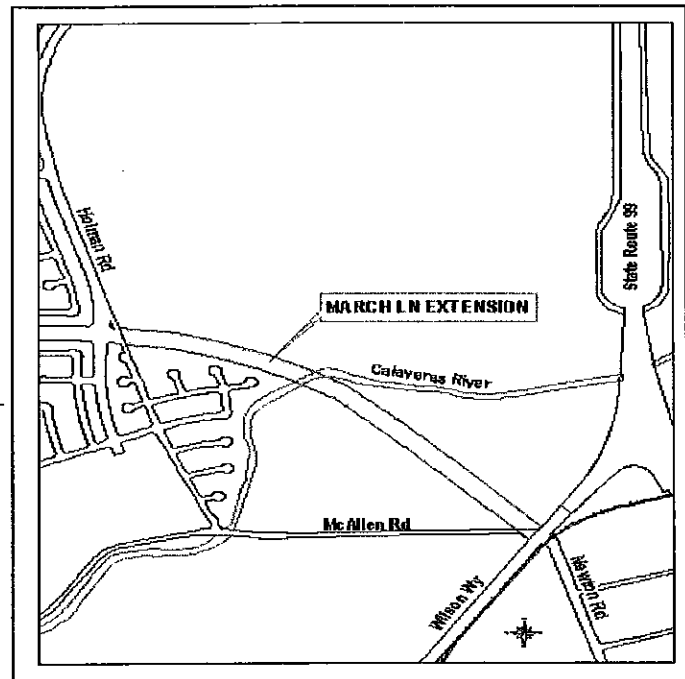 Holman Rd
State Route 99
MARCH LN EXTENSION
Calaveras River
McAllen Rd
Wilson Wy
Newton Rd